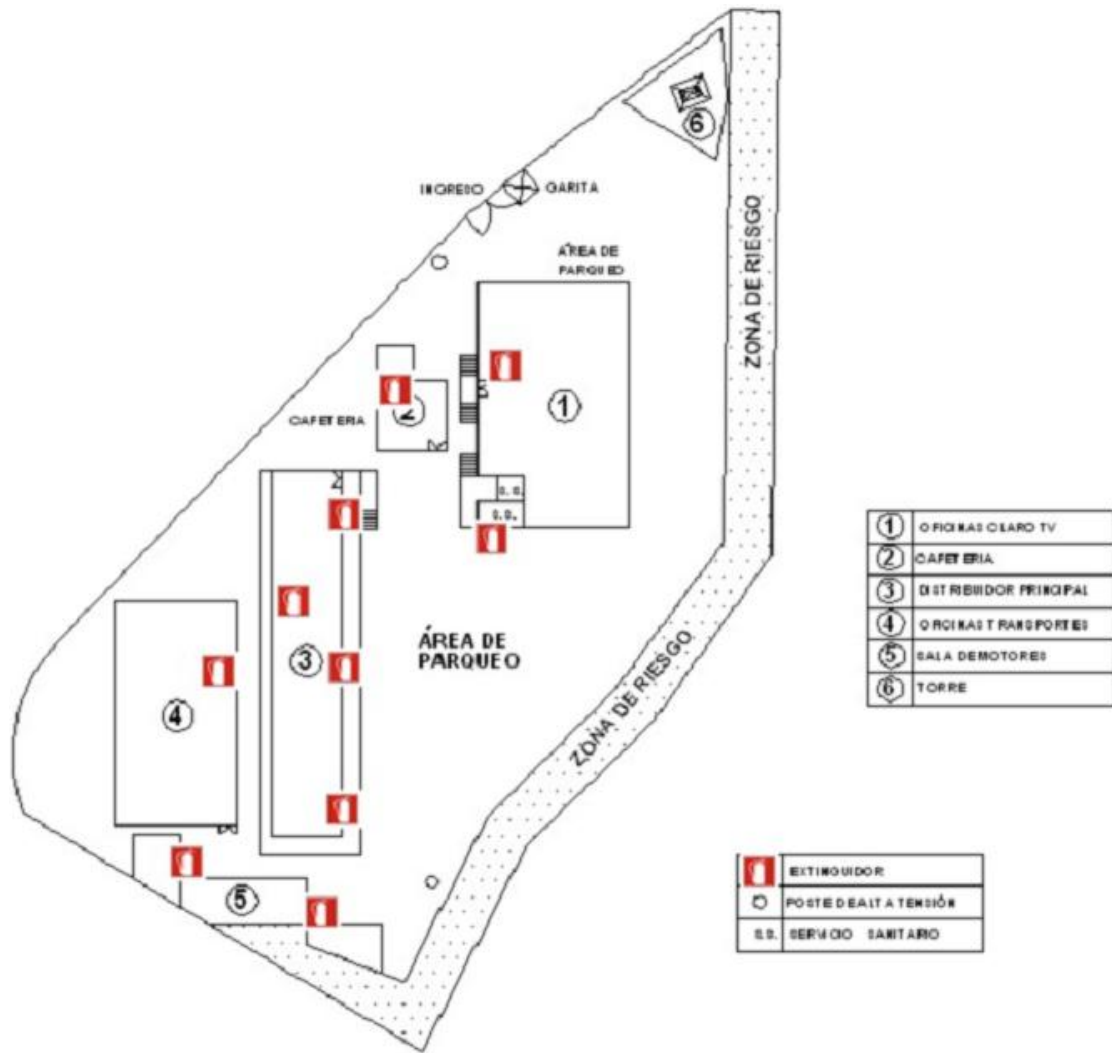 6
INGRESO
GARITA
ÁREA DE
PARQUEO
ZONA DE RIESGO
1
2
CAFETERIA
S.S.
S.S.
3
ÁREA DE
PARQUEO
4
ZONA DE RIESGO
5
1 OFICINAS CLARO TV
2 CAFETERIA
3 DISTRIBUIDOR PRINCIPAL
4 OFICINAS TRANSPORTES
5 SALA DE MOTORES
6 TORRE
EXTINGUIDOR
POSTE DE ALTA TENSIÓN
S.S. SERVICIO SANITARIO